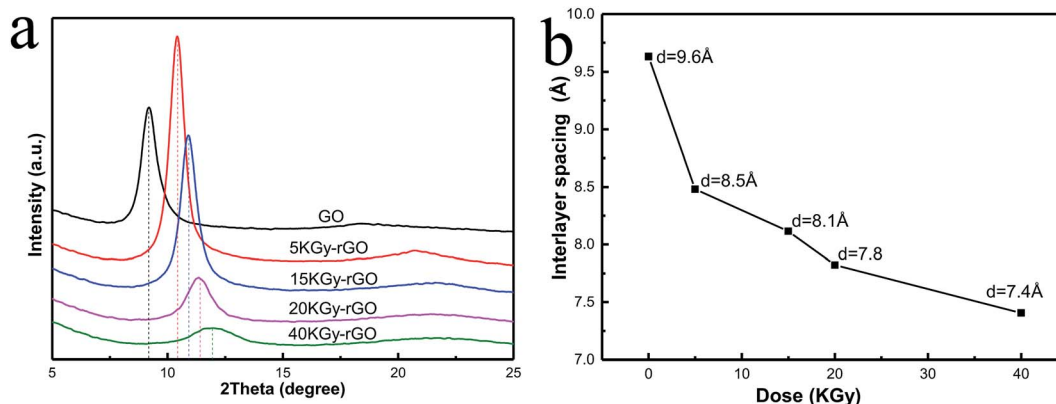 a
Intensity (a.u.)
GO
5KGy-rGO
15KGy-rGO
20KGy-rGO
40KGy-rGO
5
10
15
20
25
2Theta (degree)
b
Interlayer spacing (Å)
10.0
9.5
9.0
8.5
8.0
7.5
7.0
d=9.6Å
d=8.5Å
d=8.1Å
d=7.8
d=7.4Å
0
10
20
30
40
Dose (KGy)